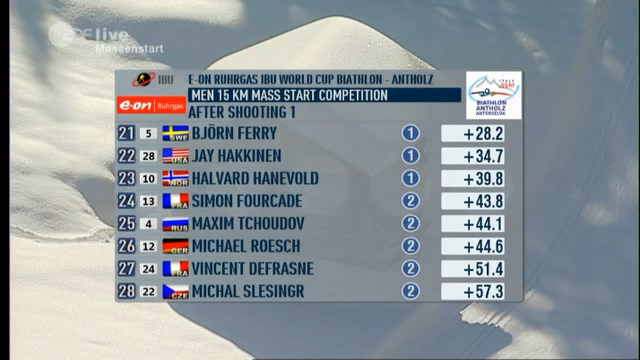 ZDF live
Massenstart
IBU
E-ON RUHRGAS IBU WORLD CUP BIATHLON - ANTHOLZ
e·on Ruhrgas
MEN 15 KM MASS START COMPETITION
AFTER SHOOTING 1
ITALY
BIATHLON
ANTHOLZ
ANTERSELVA
21 5 SWE BJÖRN FERRY 1 +28.2
22 28 USA JAY HAKKINEN 1 +34.7
23 10 NOR HALVARD HANEVOLD 1 +39.8
24 13 FRA SIMON FOURCADE 2 +43.8
25 4 RUS MAXIM TCHOUDOV 2 +44.1
26 12 GER MICHAEL ROESCH 2 +44.6
27 24 FRA VINCENT DEFRASNE 2 +51.4
28 22 CZE MICHAL SLESINGR 2 +57.3